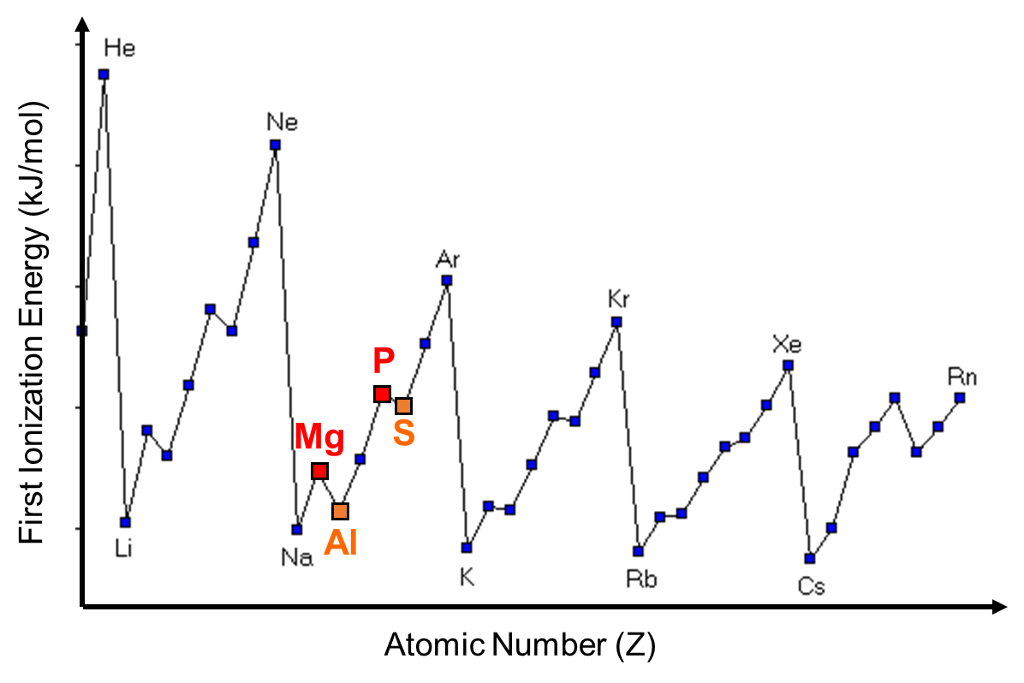 He
Ne
Ar
Kr
Xe
Rn
P
S
Mg
Al
Li
Na
K
Rb
Cs
First Ionization Energy (kJ/mol)
Atomic Number (Z)